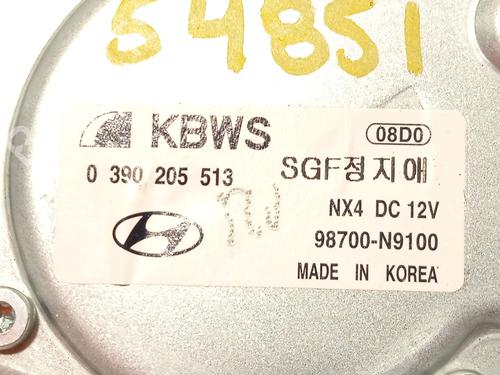 54851
KBWS
08D0
0 390 205 513
SGF정지애
NX4 DC 12V
98700-N9100
MADE IN KOREA